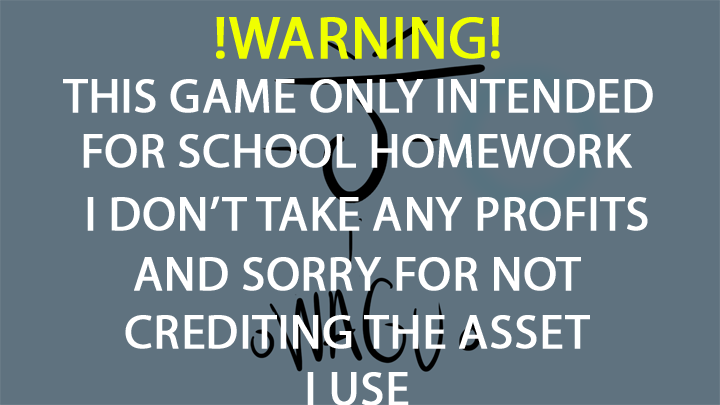 !WARNING!
THIS GAME ONLY INTENDED
FOR SCHOOL HOMEWORK
I DON'T TAKE ANY PROFITS
AND SORRY FOR NOT
CREDITING THE ASSET
I USE